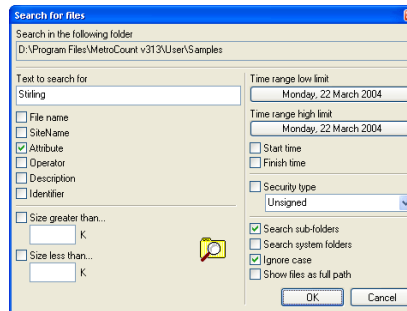 Search for files
Search in the following folder
D:\Program Files\MetroCount v313\User\Samples
Text to search for
Stirling
File name
SiteName
Attribute
Operator
Description
Identifier
Size greater than...
K
Size less than...
K
Time range low limit
Monday, 22 March 2004
Time range high limit
Monday, 22 March 2004
Start time
Finish time
Security type
Unsigned
Search sub-folders
Search system folders
Ignore case
Show files as full path
OK
Cancel